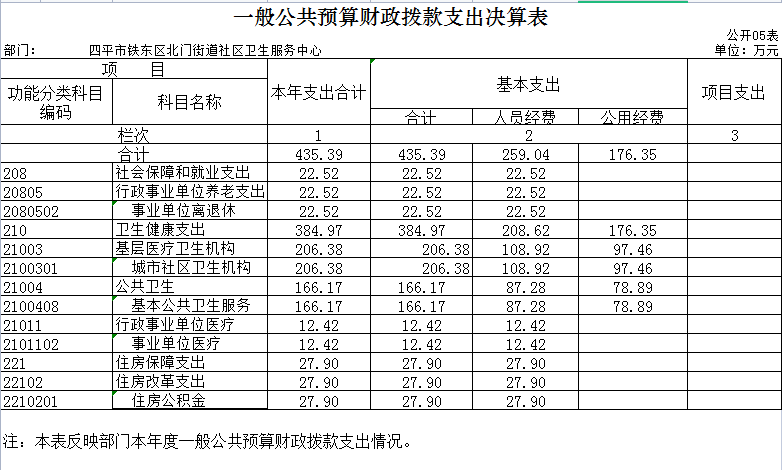 一般公共预算财政拨款支出决算表
公开05表
部门： 四平市铁东区北门街道社区卫生服务中心 单位：万元
项 目 本年支出合计 基本支出 项目支出
功能分类科目编码 科目名称 合计 人员经费 公用经费
栏次 1 2 3
合计 435.39 435.39 259.04 176.35
208 社会保障和就业支出 22.52 22.52 22.52
20805 行政事业单位养老支出 22.52 22.52 22.52
2080502 事业单位离退休 22.52 22.52 22.52
210 卫生健康支出 384.97 384.97 208.62 176.35
21003 基层医疗卫生机构 206.38 206.38 108.92 97.46
2100301 城市社区卫生机构 206.38 206.38 108.92 97.46
21004 公共卫生 166.17 166.17 87.28 78.89
2100408 基本公共卫生服务 166.17 166.17 87.28 78.89
21011 行政事业单位医疗 12.42 12.42 12.42
2101102 事业单位医疗 12.42 12.42 12.42
221 住房保障支出 27.90 27.90 27.90
22102 住房改革支出 27.90 27.90 27.90
2210201 住房公积金 27.90 27.90 27.90
注：本表反映部门本年度一般公共预算财政拨款支出情况。